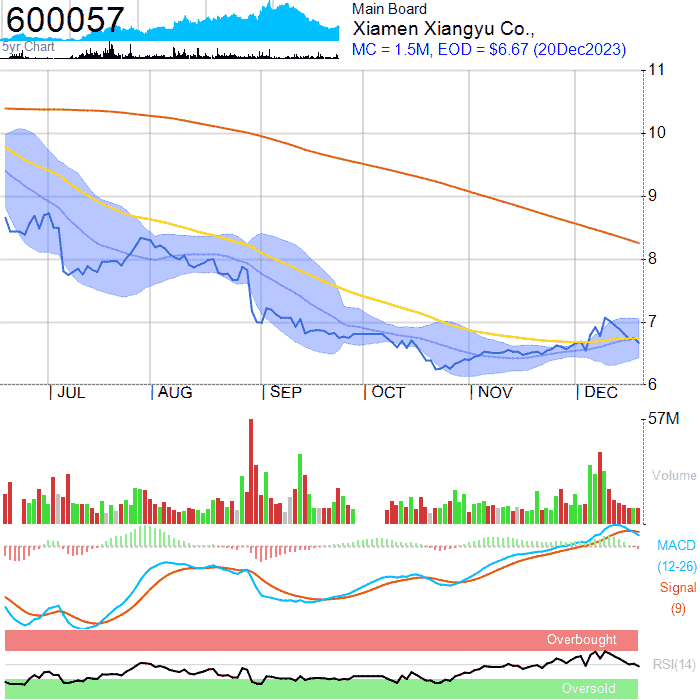 600057
5yr Chart
Main Board
Xiamen Xiangyu Co.,
MC = 1.5M, EOD = $6.67 (20Dec2023)
11
10
9
8
7
6
JUL AUG SEP OCT NOV DEC
57M
Volume
MACD
(12-26)
Signal
(9)
Overbought
RSI(14)
Oversold